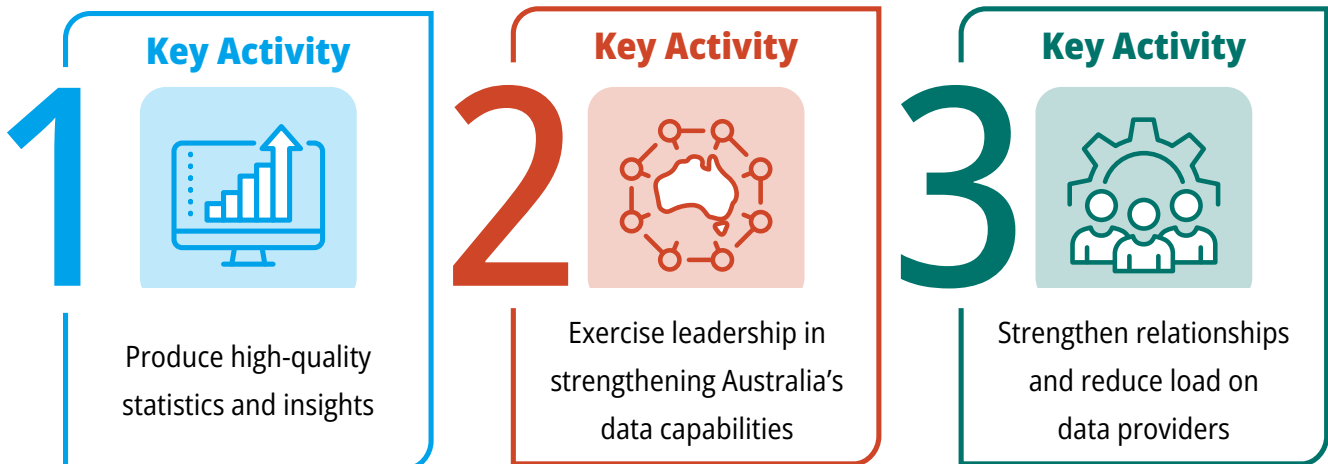 1
Key Activity
Produce high-quality
statistics and insights
2
Key Activity
Exercise leadership in
strengthening Australia’s
data capabilities
3
Key Activity
Strengthen relationships
and reduce load on
data providers